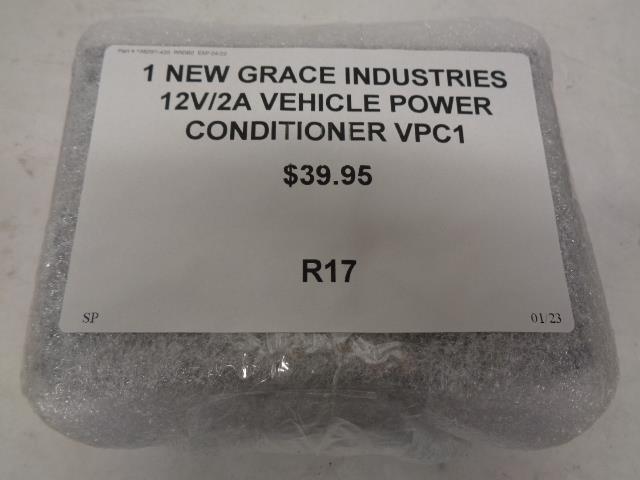 1 NEW GRACE INDUSTRIES
12V/2A VEHICLE POWER
CONDITIONER VPC1
$39.95
R17
SP 01/23